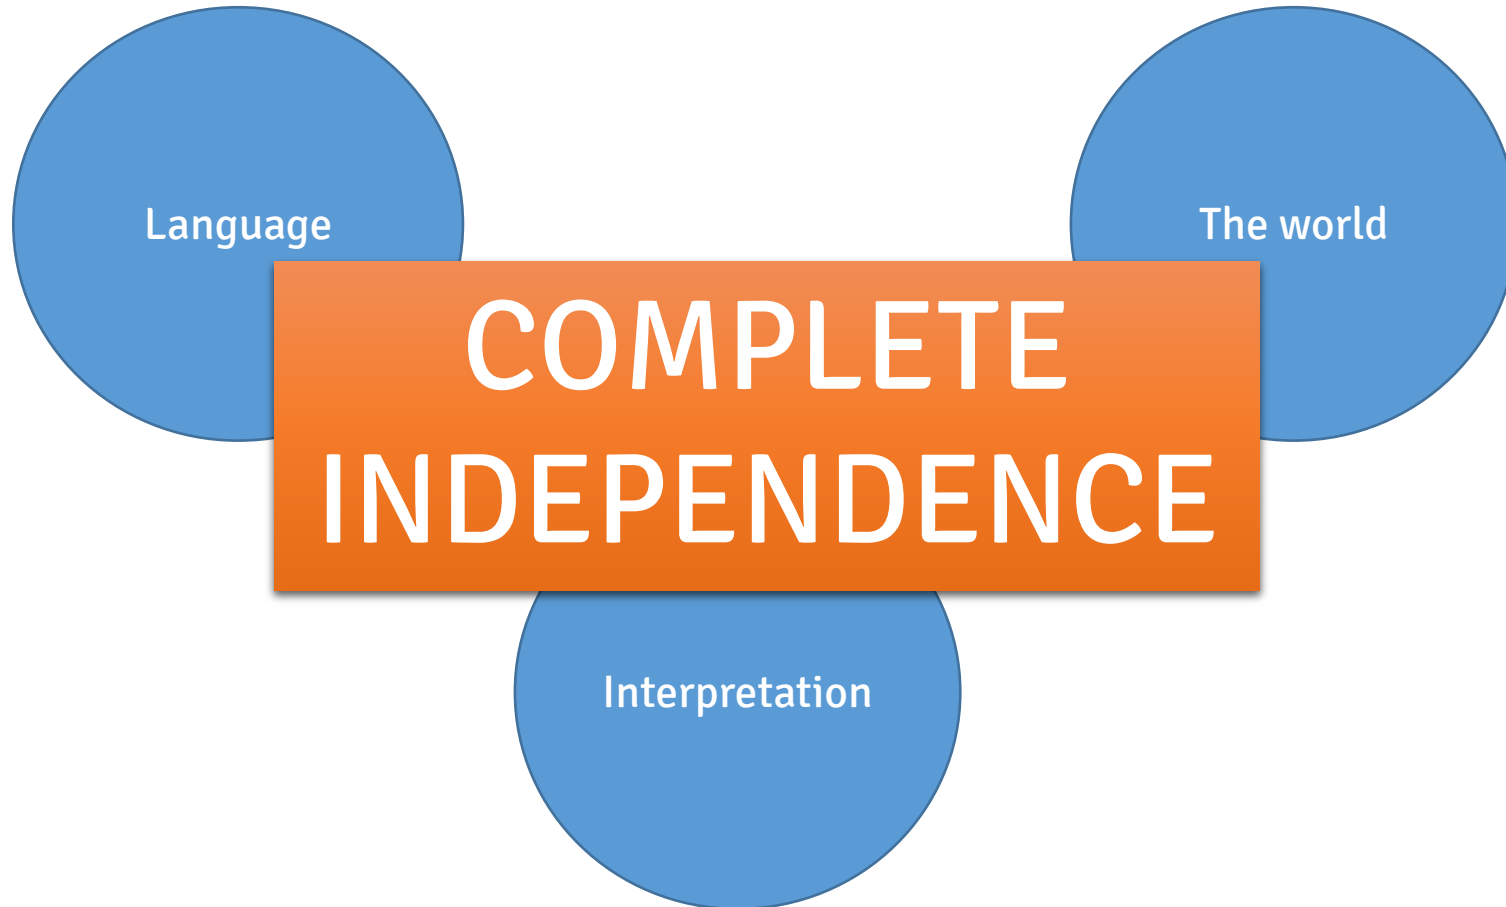 Language
The world
COMPLETE
INDEPENDENCE
Interpretation